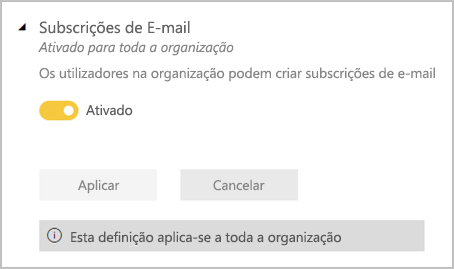 Subscrições de E-mail
Ativado para toda a organização
Os utilizadores na organização podem criar subscrições de e-mail
Ativado
Aplicar Cancelar
Esta definição aplica-se a toda a organização